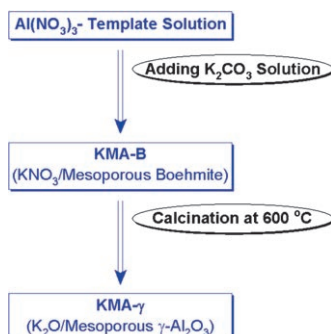 Al(NO₃)₃- Template Solution
Adding K₂CO₃ Solution
KMA-B
(KNO₃/Mesoporous Boehmite)
Calcination at 600 °C
KMA-γ
(K₂O/Mesoporous γ-Al₂O₃)